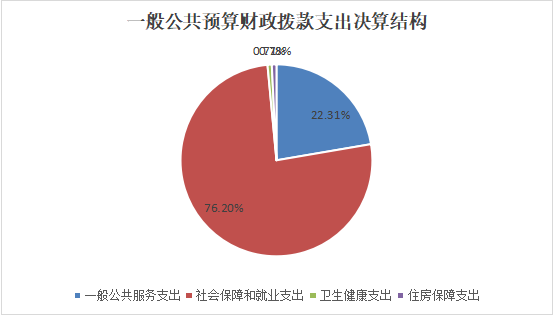 一般公共预算财政拨款支出决算结构
22.31%
76.20%
一般公共服务支出 社会保障和就业支出 卫生健康支出 住房保障支出